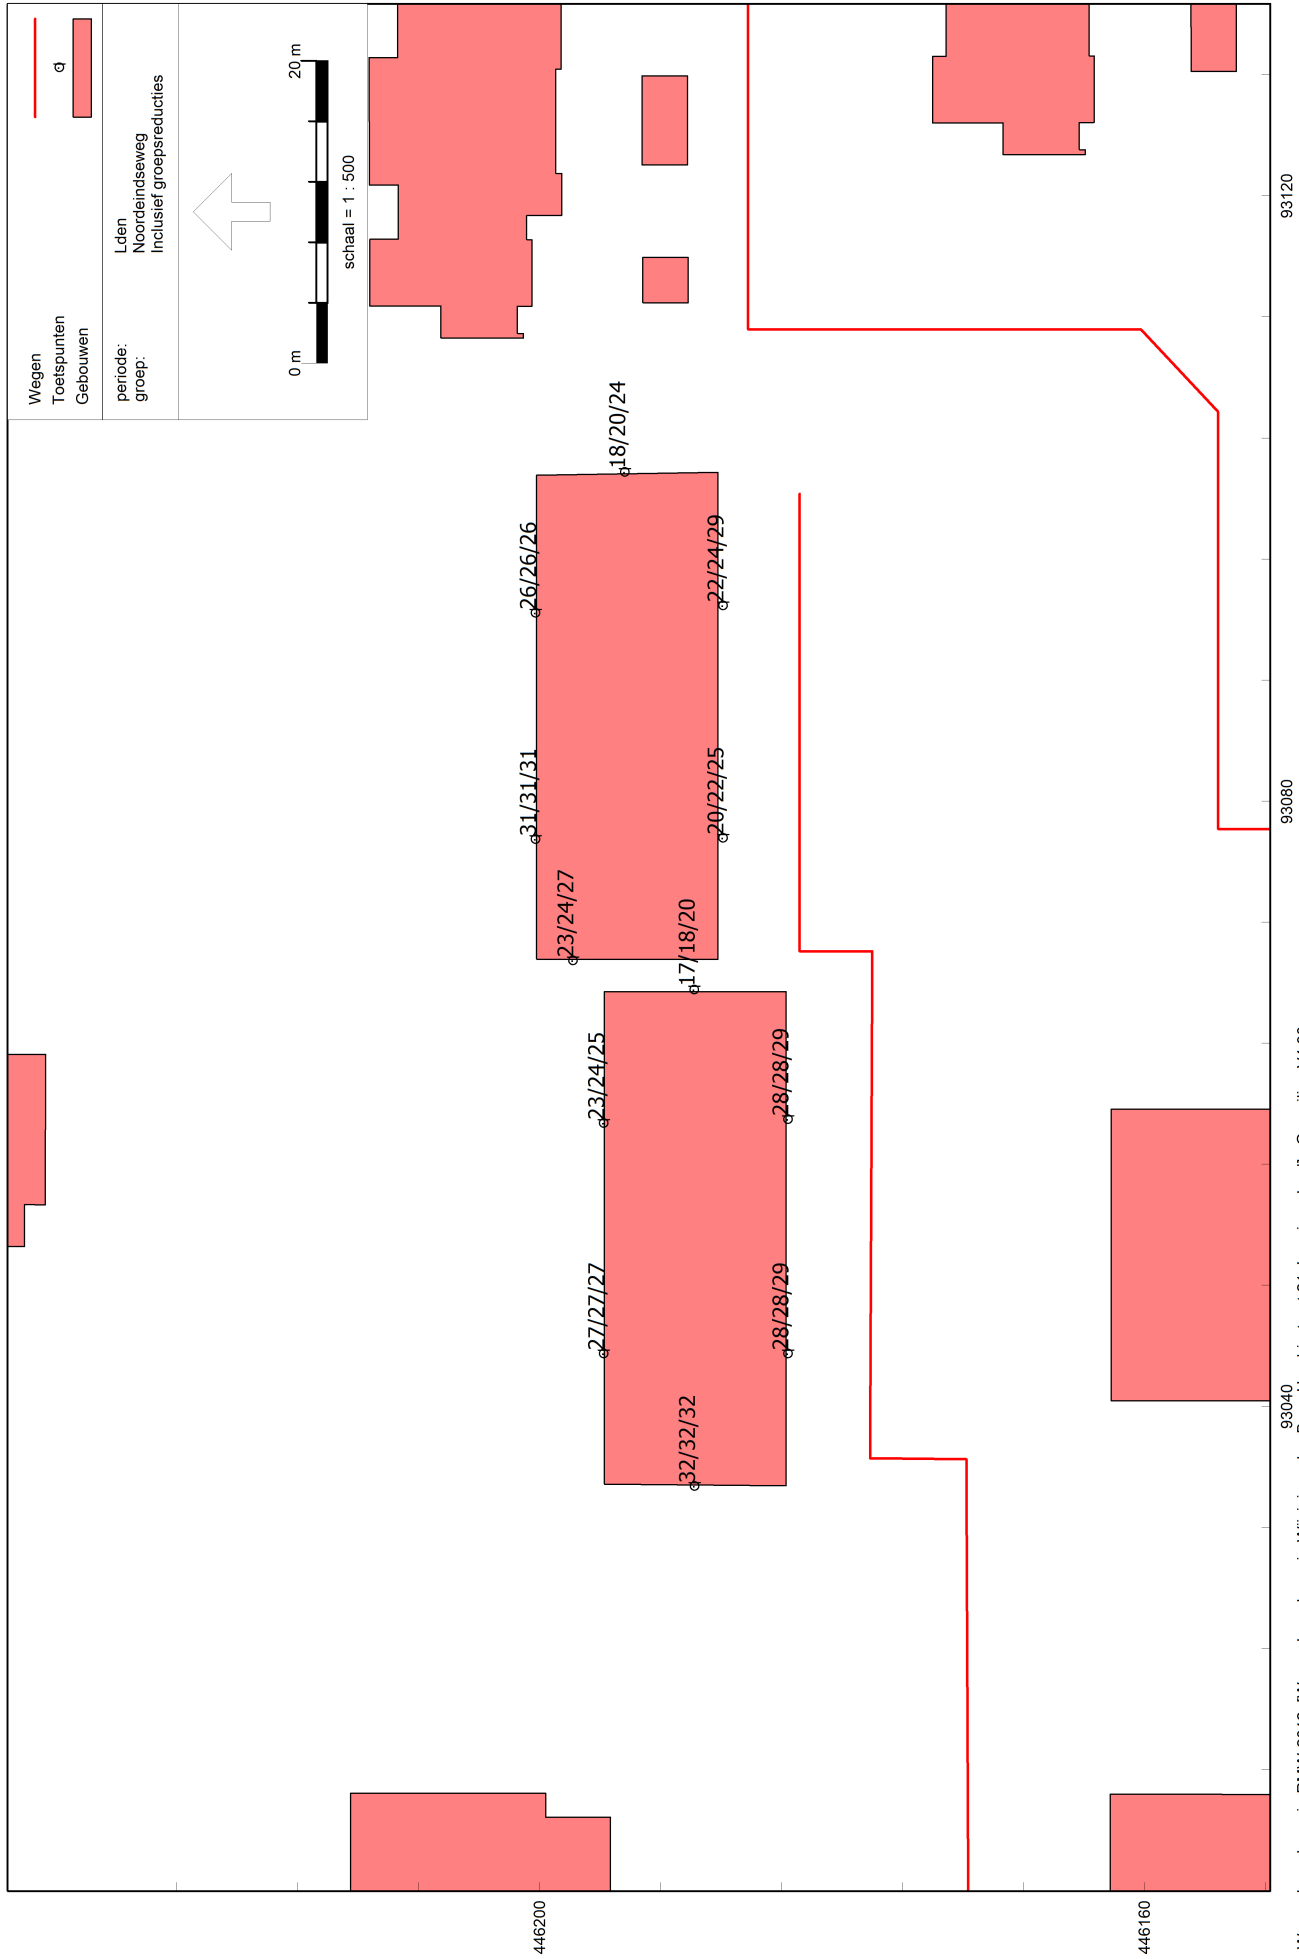 Wegen
Toetspunten
Gebouwen
periode: Lden
groep: Noordeindseweg
Inclusief groepsreducties
0 m 20 m
schaal = 1 : 500
31/31/31
26/26/26
23/24/27
18/20/24
27/27/27
23/24/25
32/32/32
17/18/20
20/22/25
22/24/29
28/28/29
28/28/29
446200
446160
93040
93080
93120